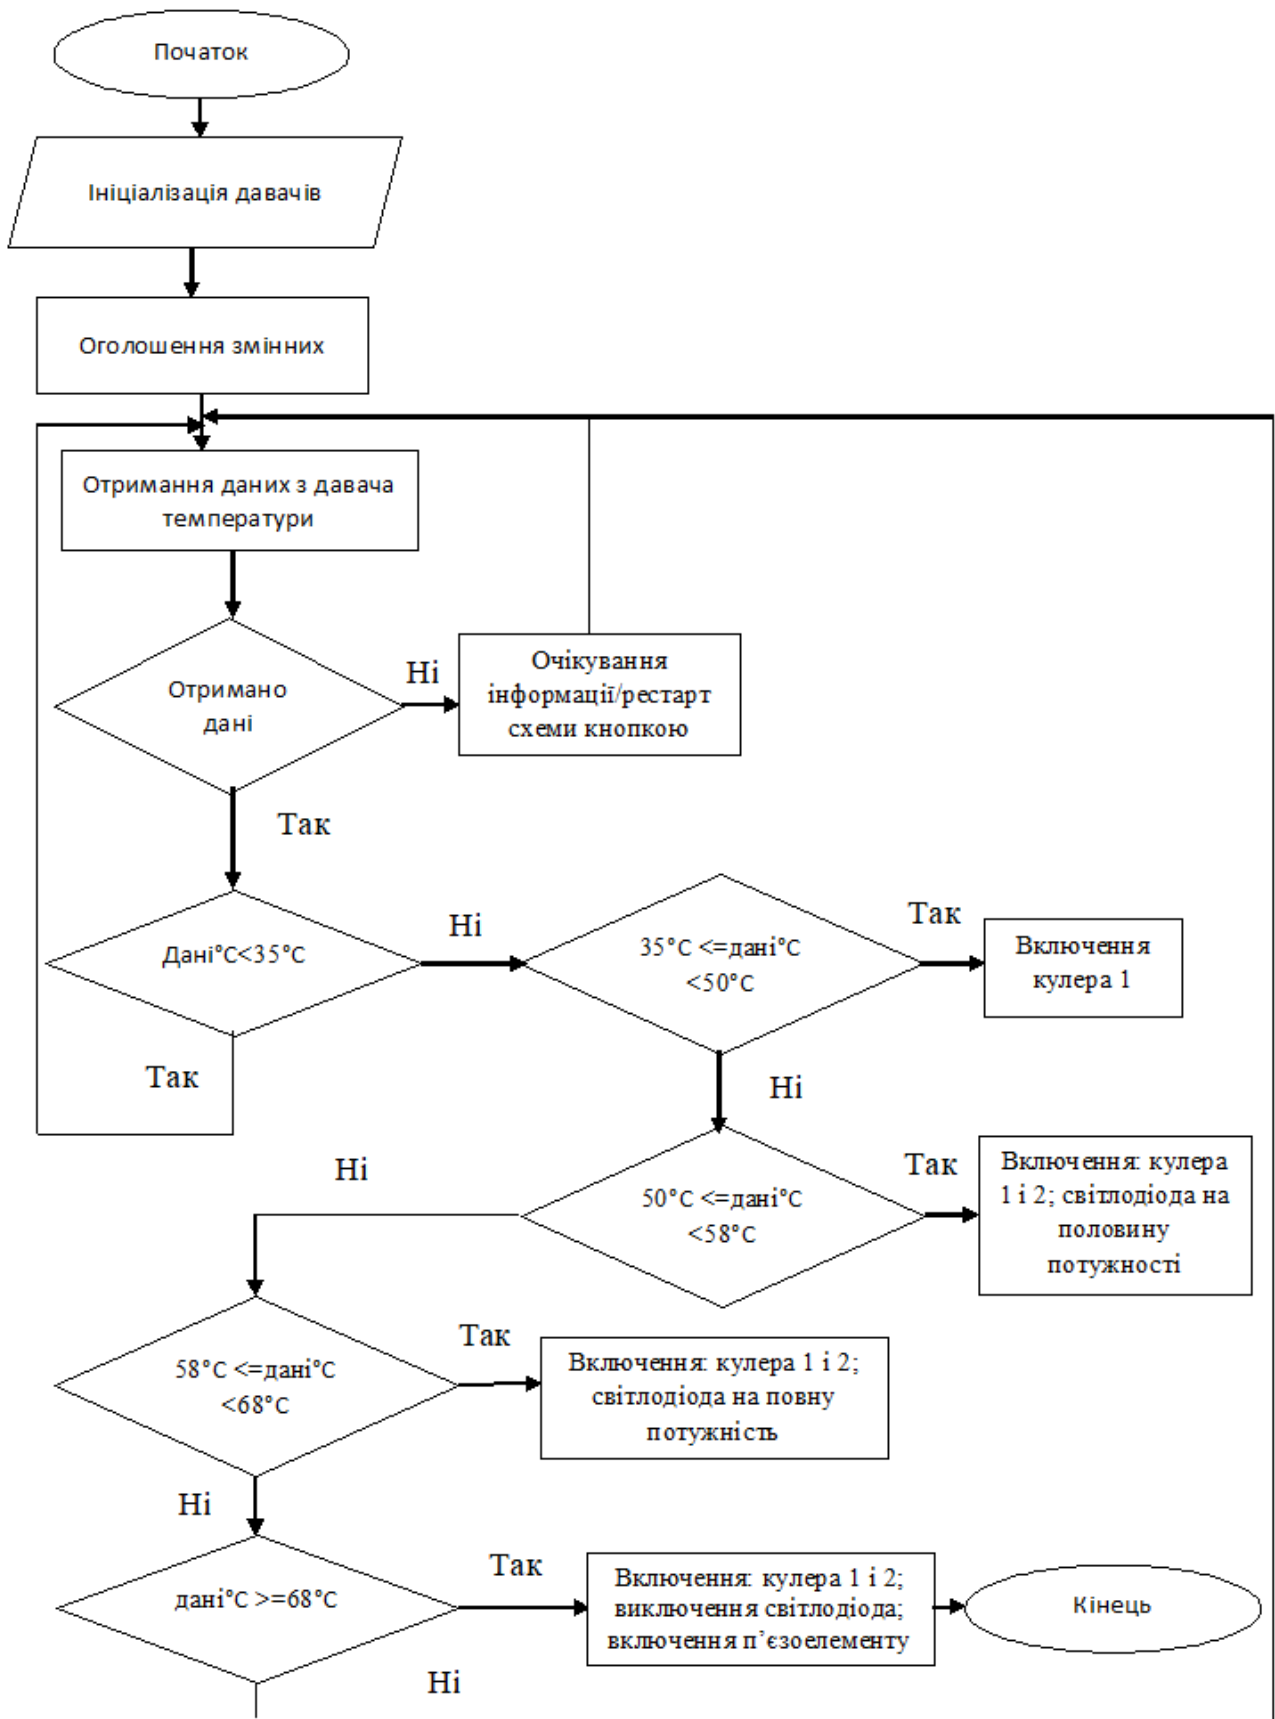 Початок
Ініціалізація давачів
Оголошення змінних
Отримання даних з давача
температури
Отримано
дані
Ні
Очікування
інформації/рестарт
схеми кнопкою
Так
Дані°C<35°C
Ні
35°C <=дані°C
<50°C
Так
Включення
кулера 1
Так
Ні
50°C <=дані°C
<58°C
Так
Включення: кулера
1 і 2; світлодіода на
половину
потужності
Ні
58°C <=дані°C
<68°C
Так
Включення: кулера 1 і 2;
світлодіода на повну
потужність
Ні
дані°C >=68°C
Так
Включення: кулера 1 і 2;
виключення світлодіода;
включення п’єзоелементу
Кінець
Ні